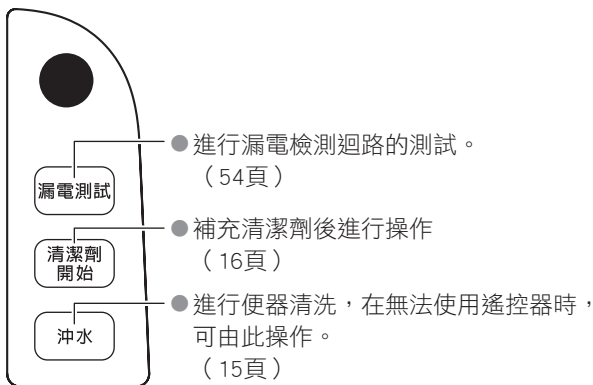 漏電測試
●進行漏電檢測迴路的測試。
（54頁）
清潔劑
開始
●補充清潔劑後進行操作
（16頁）
沖水
●進行便器清洗，在無法使用遙控器時，
可由此操作。
（15頁）